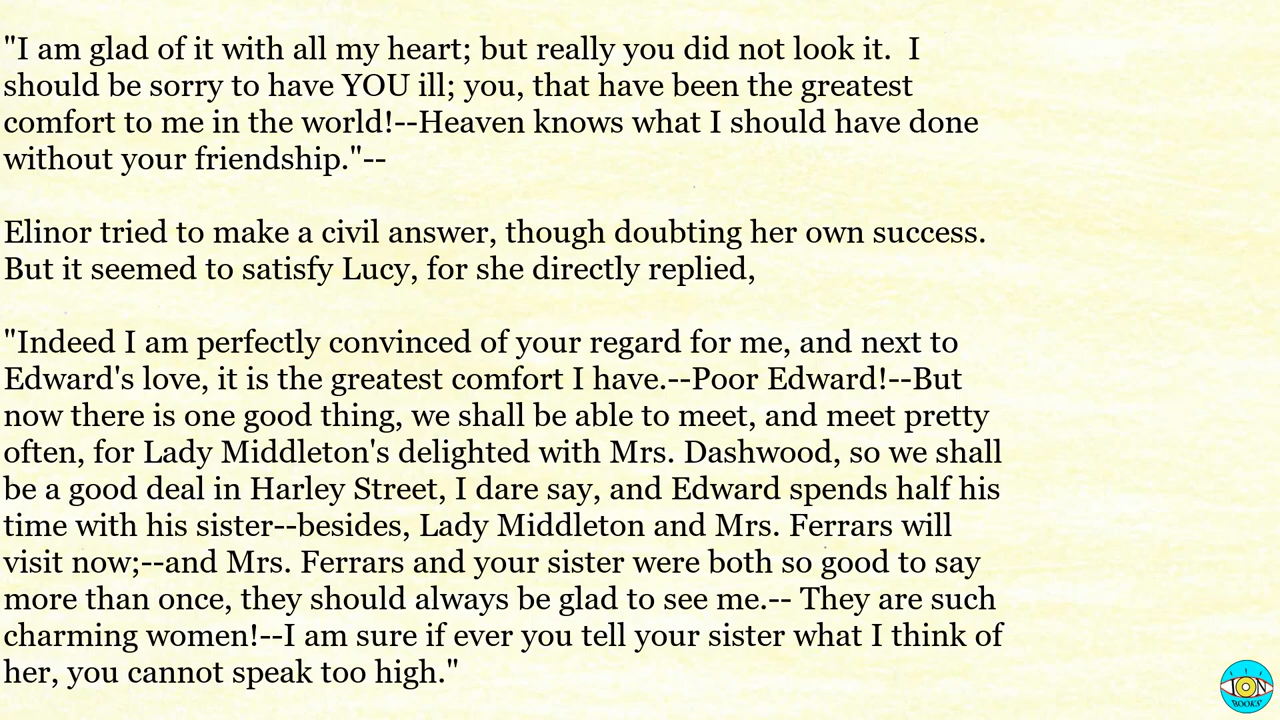 "I am glad of it with all my heart; but really you did not look it.  I
should be sorry to have YOU ill; you, that have been the greatest
comfort to me in the world!--Heaven knows what I should have done
without your friendship."--
Elinor tried to make a civil answer, though doubting her own success.
But it seemed to satisfy Lucy, for she directly replied,
"Indeed I am perfectly convinced of your regard for me, and next to
Edward's love, it is the greatest comfort I have.--Poor Edward!--But
now there is one good thing, we shall be able to meet, and meet pretty
often, for Lady Middleton's delighted with Mrs. Dashwood, so we shall
be a good deal in Harley Street, I dare say, and Edward spends half his
time with his sister--besides, Lady Middleton and Mrs. Ferrars will
visit now;--and Mrs. Ferrars and your sister were both so good to say
more than once, they should always be glad to see me.-- They are such
charming women!--I am sure if ever you tell your sister what I think of
her, you cannot speak too high."
ION
BOOKS